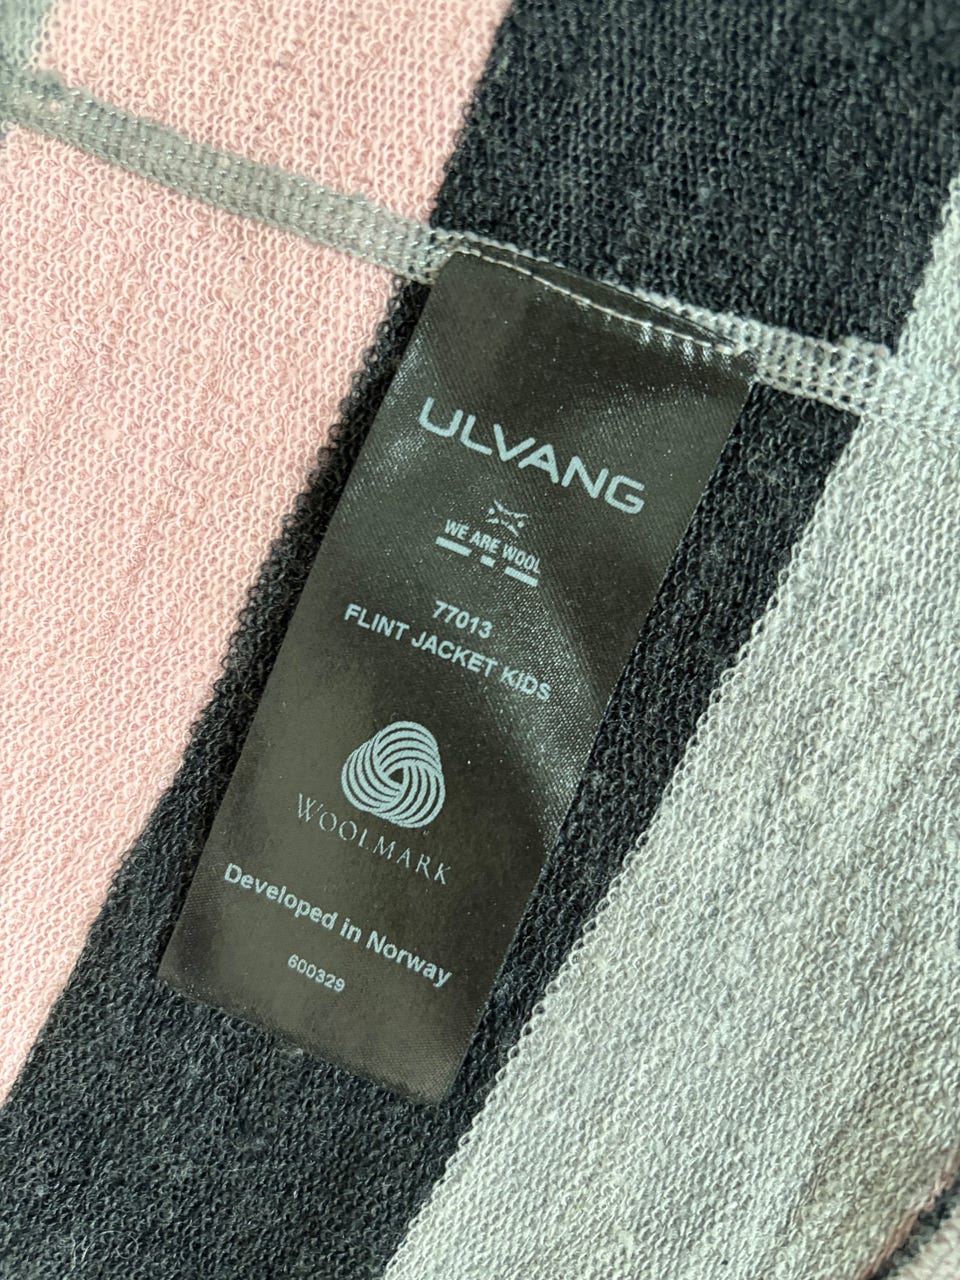 ULVANG
WE ARE WOOL
77013
FLINT JACKET KIDS
WOOLMARK
Developed in Norway
600329